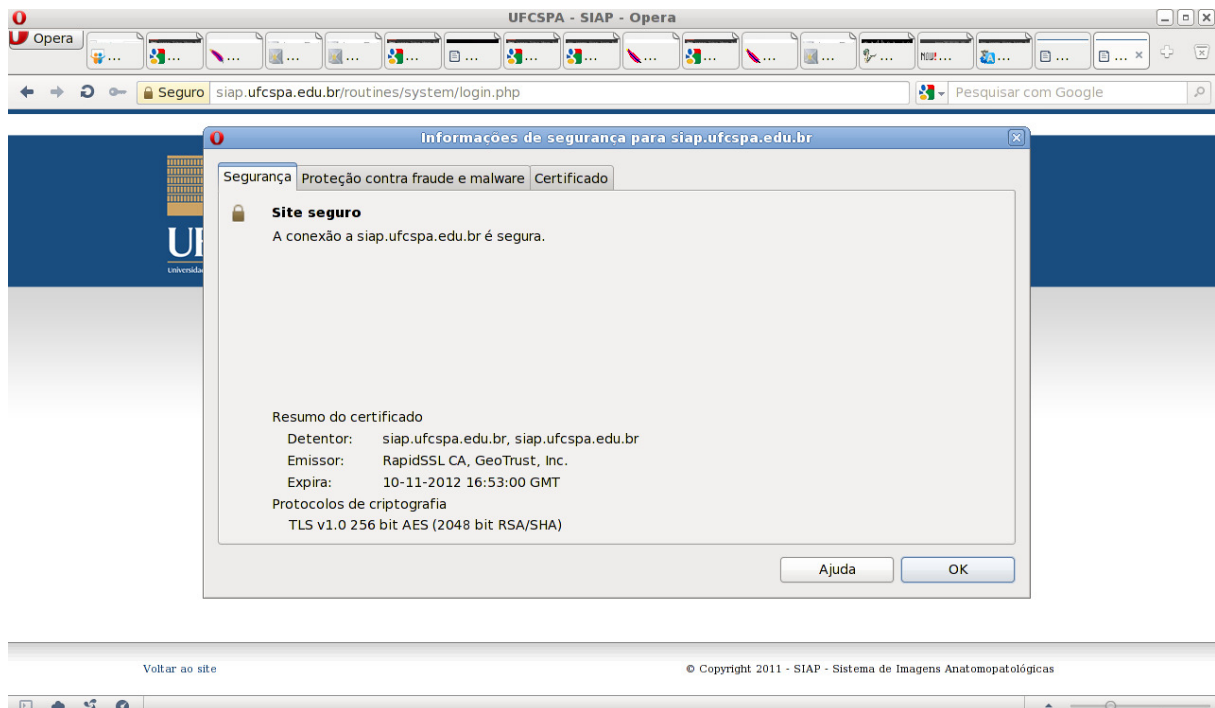 UFCSPA - SIAP - Opera
Opera
Seguro siap.ufcspa.edu.br/routines/system/login.php
Pesquisar com Google
Informações de segurança para siap.ufcspa.edu.br
Segurança Proteção contra fraude e malware Certificado
Site seguro
A conexão a siap.ufcspa.edu.br é segura.
Resumo do certificado
Detentor: siap.ufcspa.edu.br, siap.ufcspa.edu.br
Emissor: RapidSSL CA, GeoTrust, Inc.
Expira: 10-11-2012 16:53:00 GMT
Protocolos de criptografia
TLS v1.0 256 bit AES (2048 bit RSA/SHA)
Ajuda OK
Voltar ao site
© Copyright 2011 - SIAP - Sistema de Imagens Anatomopatológicas